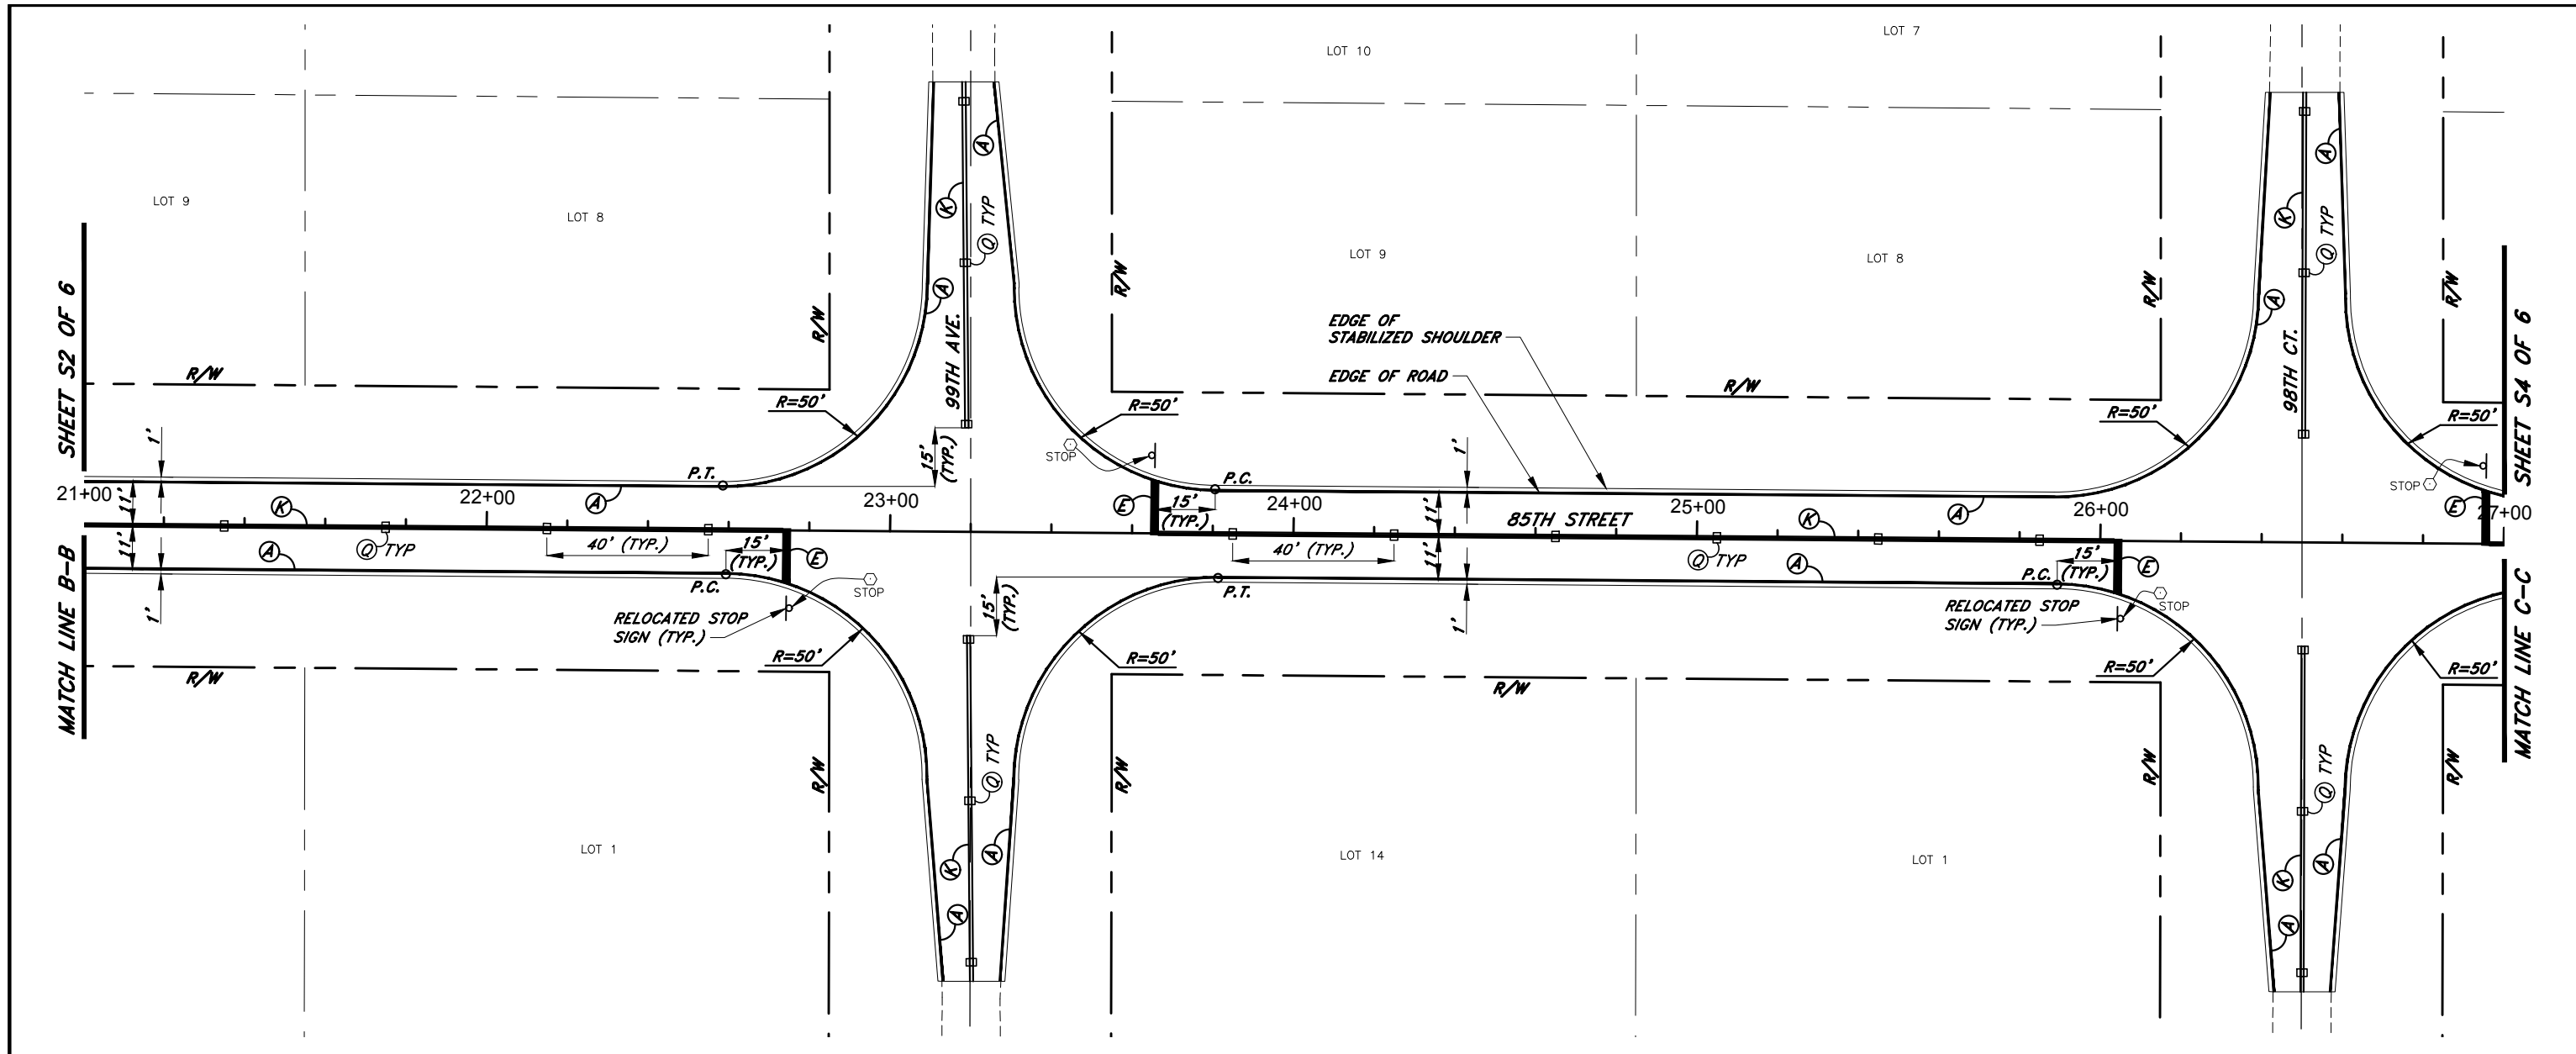 LOT 7
LOT 10
LOT 9
LOT 8
LOT 9
LOT 8
SHEET S2 OF 6
MATCH LINE B-B
SHEET S4 OF 6
MATCH LINE C-C
R/W
R/W
R/W
R/W
R/W
R/W
99TH AVE.
98TH CT.
A
K
Q TYP
A
A
K
Q TYP
A
EDGE OF
STABILIZED SHOULDER
EDGE OF ROAD
R=50'
R=50'
R=50'
R=50'
15'
(TYP.)
STOP
STOP
1'
1'
P.T.
P.C.
21+00
22+00
23+00
24+00
25+00
26+00
27+00
11'
K
A
E
15'
(TYP.)
11'
85TH STREET
K
A
E
11'
A
Q TYP
40' (TYP.)
15'
(TYP.)
E
11'
40' (TYP.)
Q TYP
A
15'
(TYP.)
E
1'
P.C.
STOP
P.T.
1'
P.C.
STOP
RELOCATED STOP
SIGN (TYP.)
15'
(TYP.)
RELOCATED STOP
SIGN (TYP.)
R=50'
R=50'
R=50'
R=50'
R/W
R/W
R/W
R/W
R/W
R/W
Q TYP
K
A
A
Q TYP
K
A
A
LOT 1
LOT 14
LOT 1